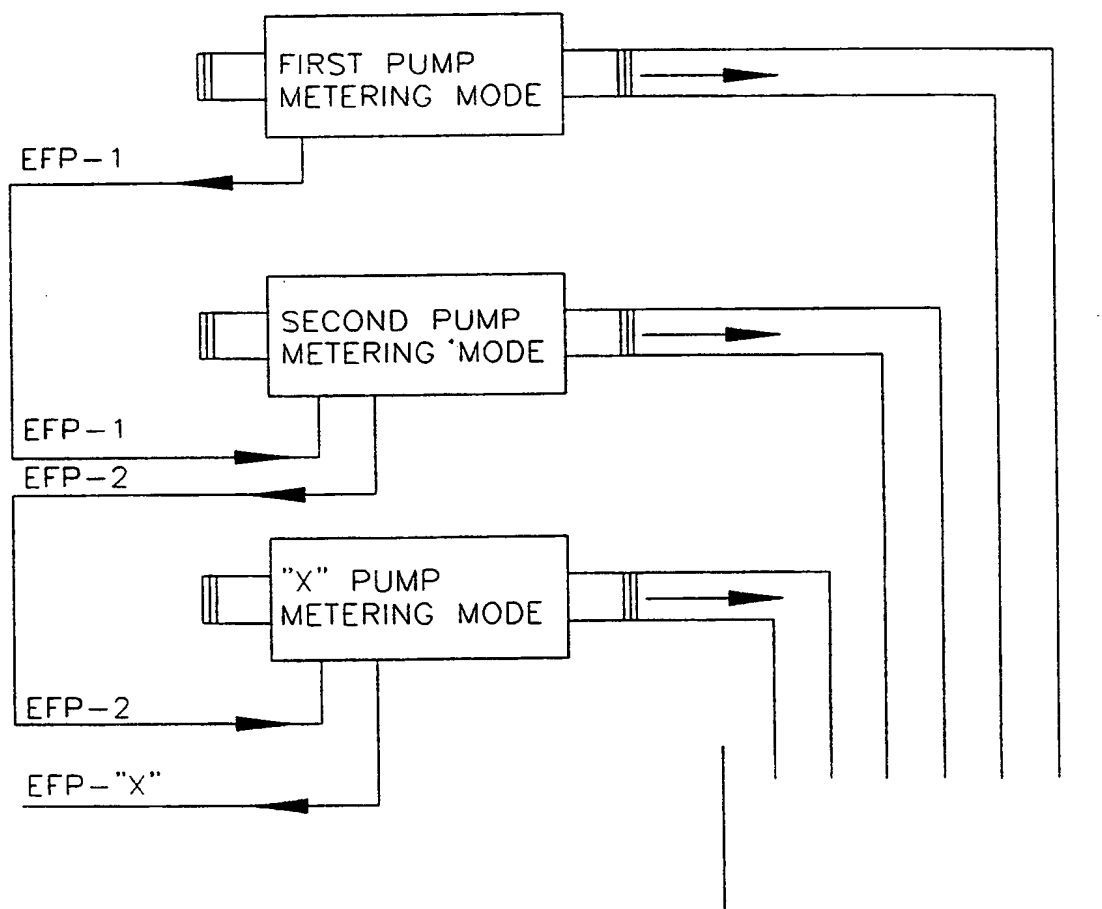 FIRST PUMP
METERING MODE
EFP-1
SECOND PUMP
METERING MODE
EFP-1
EFP-2
"X" PUMP
METERING MODE
EFP-2
EFP-"X"